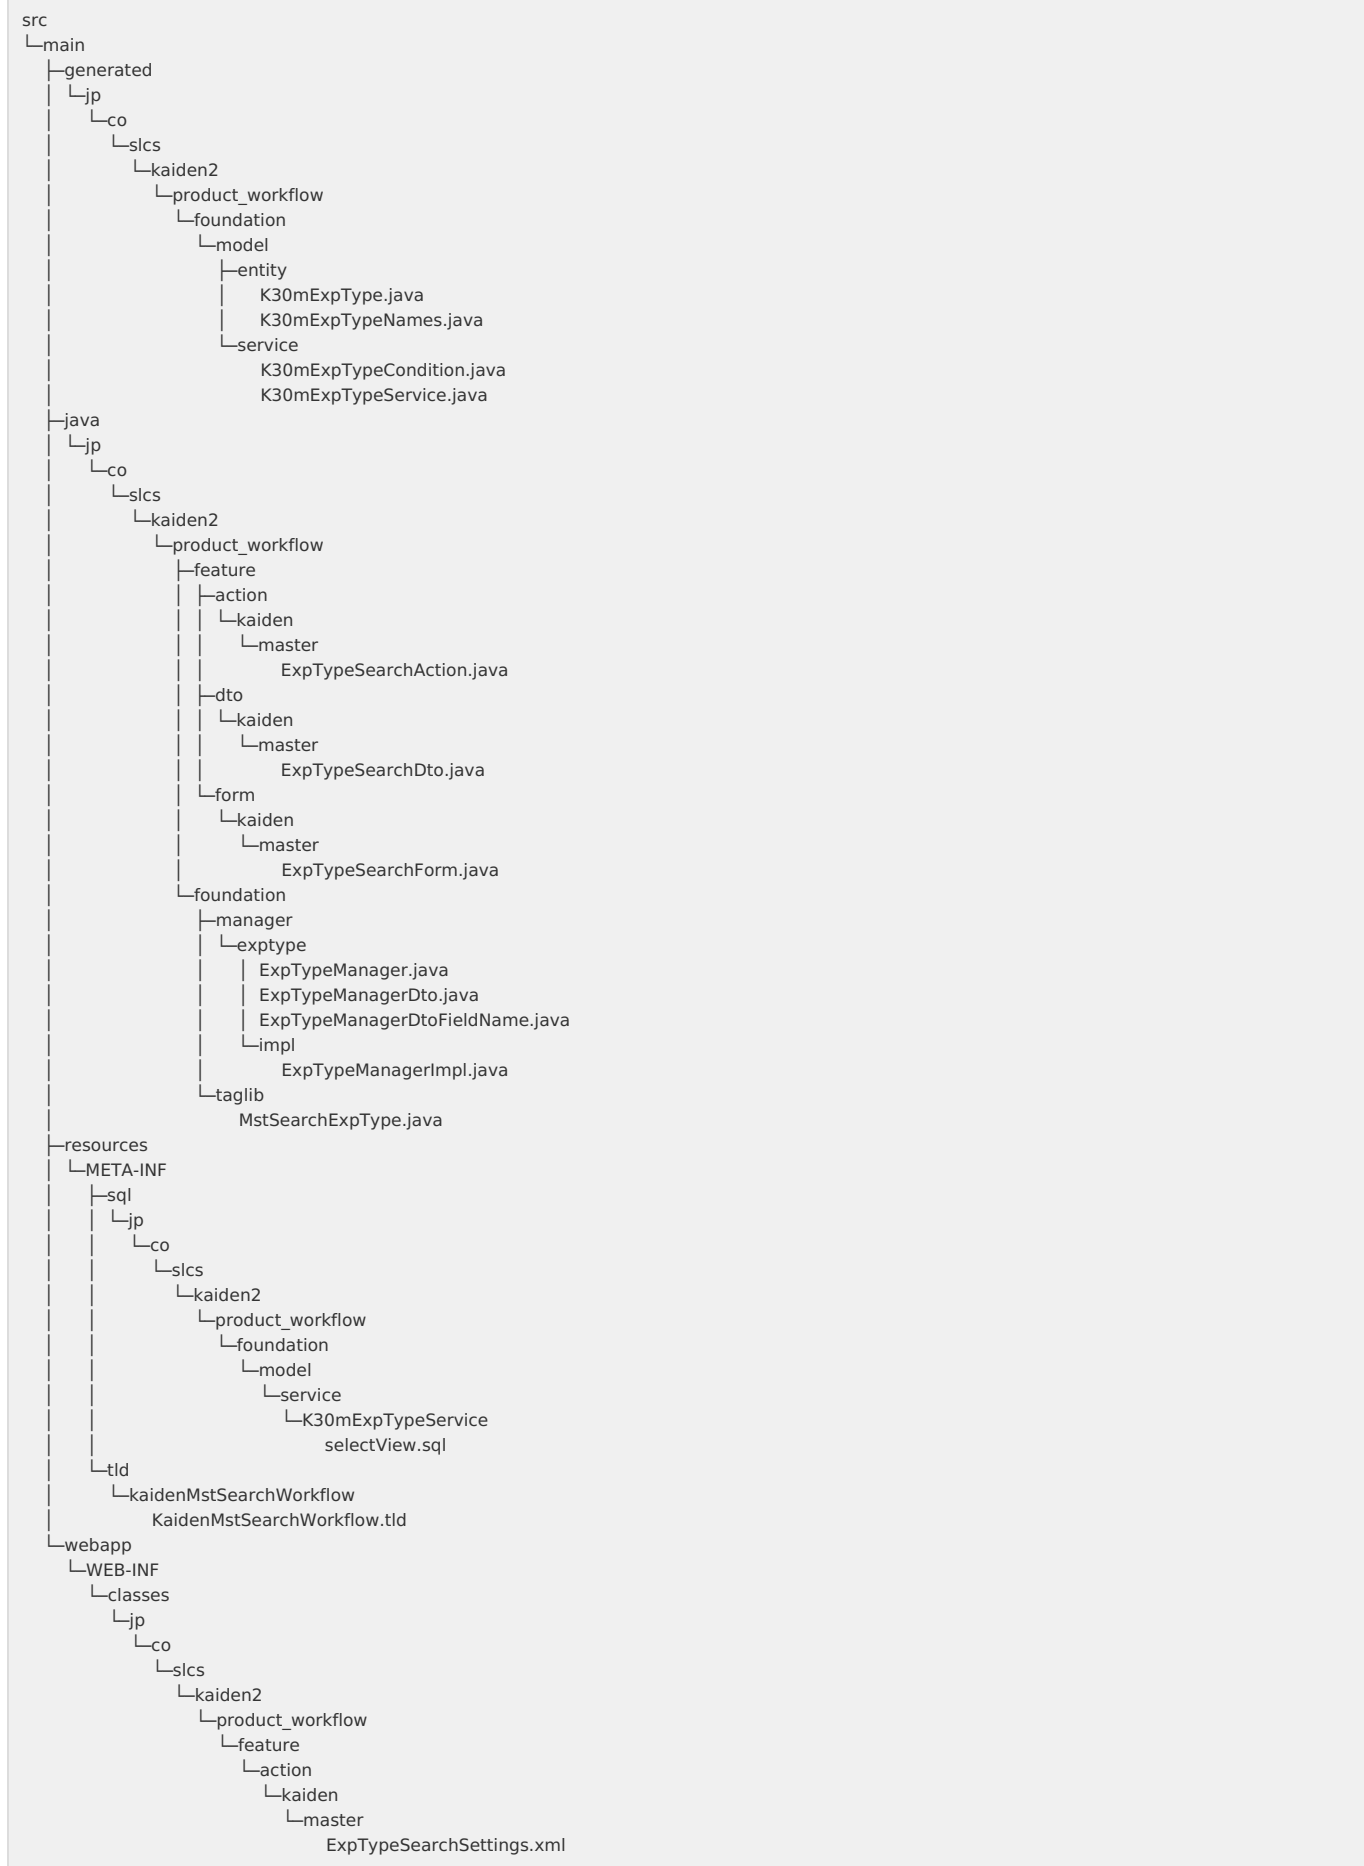 src
└─main
├─generated
│ └─jp
│ └─co
│ └─slcs
│ └─kaiden2
│ └─product_workflow
│ └─foundation
│ └─model
│ ├─entity
│ │ K30mExpType.java
│ │ K30mExpTypeNames.java
│ └─service
│ K30mExpTypeCondition.java
│ K30mExpTypeService.java
├─java
│ └─jp
│ └─co
│ └─slcs
│ └─kaiden2
│ └─product_workflow
│ ├─feature
│ │ ├─action
│ │ │ └─kaiden
│ │ │ └─master
│ │ │ ExpTypeSearchAction.java
│ │ ├─dto
│ │ │ └─kaiden
│ │ │ └─master
│ │ │ ExpTypeSearchDto.java
│ │ └─form
│ │ └─kaiden
│ │ └─master
│ │ ExpTypeSearchForm.java
│ └─foundation
│ ├─manager
│ │ └─exptype
│ │ │ ExpTypeManager.java
│ │ │ ExpTypeManagerDto.java
│ │ │ ExpTypeManagerDtoFieldName.java
│ │ └─impl
│ │ ExpTypeManagerImpl.java
│ └─taglib
│ MstSearchExpType.java
├─resources
│ └─META-INF
│ ├─sql
│ │ └─jp
│ │ └─co
│ │ └─slcs
│ │ └─kaiden2
│ │ └─product_workflow
│ │ └─foundation
│ │ └─model
│ │ └─service
│ │ └─K30mExpTypeService
│ │ selectView.sql
│ └─tld
│ └─kaidenMstSearchWorkflow
│ KaidenMstSearchWorkflow.tld
└─webapp
└─WEB-INF
└─classes
└─jp
└─co
└─slcs
└─kaiden2
└─product_workflow
└─feature
└─action
└─kaiden
└─master
ExpTypeSearchSettings.xml